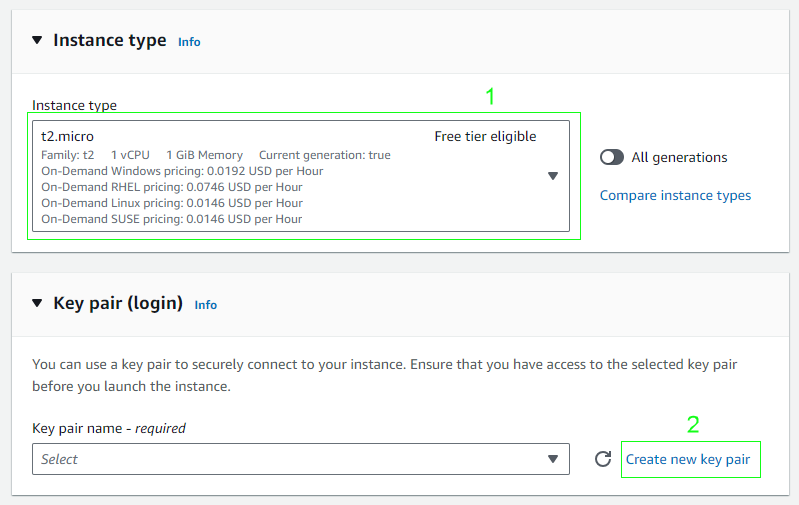 Instance type Info
1
Instance type
t2.micro Free tier eligible
Family: t2 1 vCPU 1 GiB Memory Current generation: true
On-Demand Windows pricing: 0.0192 USD per Hour
On-Demand RHEL pricing: 0.0746 USD per Hour
On-Demand Linux pricing: 0.0146 USD per Hour
On-Demand SUSE pricing: 0.0146 USD per Hour
All generations
Compare instance types
Key pair (login) Info
You can use a key pair to securely connect to your instance. Ensure that you have access to the selected key pair
before you launch the instance.
Key pair name - required
2
Select
Create new key pair